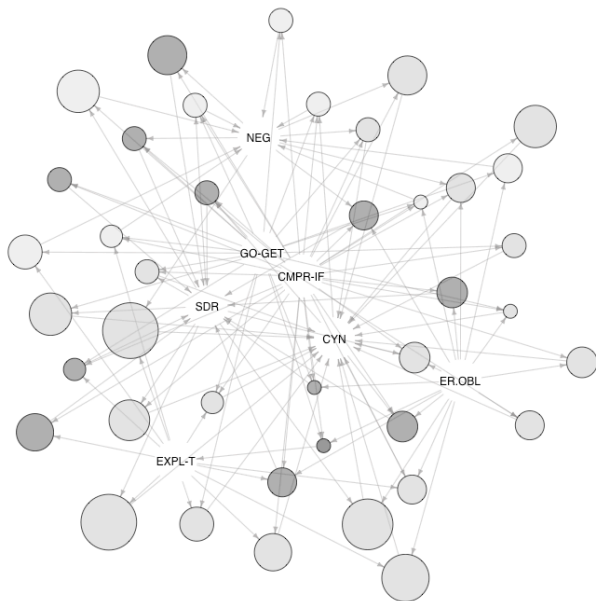 NEG
GO-GET
CMPR-IF
SDR
CYN
ER.OBL
EXPL-T